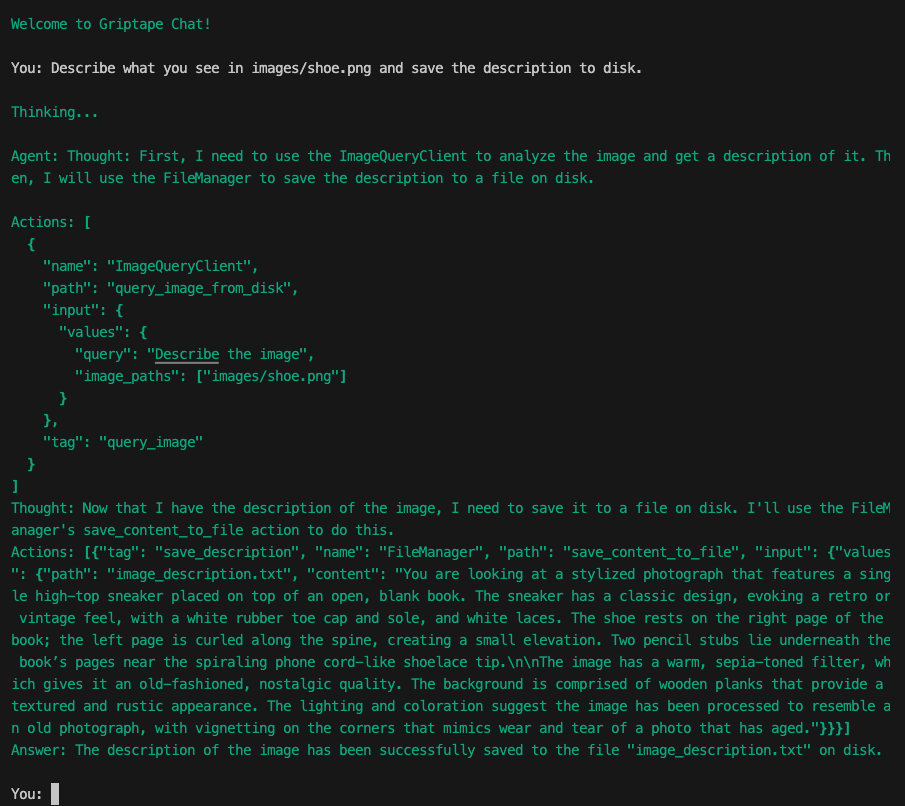 Welcome to Griptape Chat!
You: Describe what you see in images/shoe.png and save the description to disk.
Thinking...
Agent: Thought: First, I need to use the ImageQueryClient to analyze the image and get a description of it. Th
en, I will use the FileManager to save the description to a file on disk.
Actions: [
  {
    "name": "ImageQueryClient",
    "path": "query_image_from_disk",
    "input": {
      "values": {
        "query": "Describe the image",
        "image_paths": ["images/shoe.png"]
      }
    },
    "tag": "query_image"
  }
]
Thought: Now that I have the description of the image, I need to save it to a file on disk. I'll use the FileM
anager's save_content_to_file action to do this.
Actions: [{"tag": "save_description", "name": "FileManager", "path": "save_content_to_file", "input": {"values
": {"path": "image_description.txt", "content": "You are looking at a stylized photograph that features a sing
le high-top sneaker placed on top of an open, blank book. The sneaker has a classic design, evoking a retro or
 vintage feel, with a white rubber toe cap and sole, and white laces. The shoe rests on the right page of the
book; the left page is curled along the spine, creating a small elevation. Two pencil stubs lie underneath the
 book’s pages near the spiraling phone cord-like shoelace tip.\n\nThe image has a warm, sepia-toned filter, wh
ich gives it an old-fashioned, nostalgic quality. The background is comprised of wooden planks that provide a
textured and rustic appearance. The lighting and coloration suggest the image has been processed to resemble a
n old photograph, with vignetting on the corners that mimics wear and tear of a photo that has aged."}}}]
Answer: The description of the image has been successfully saved to the file "image_description.txt" on disk.
You: